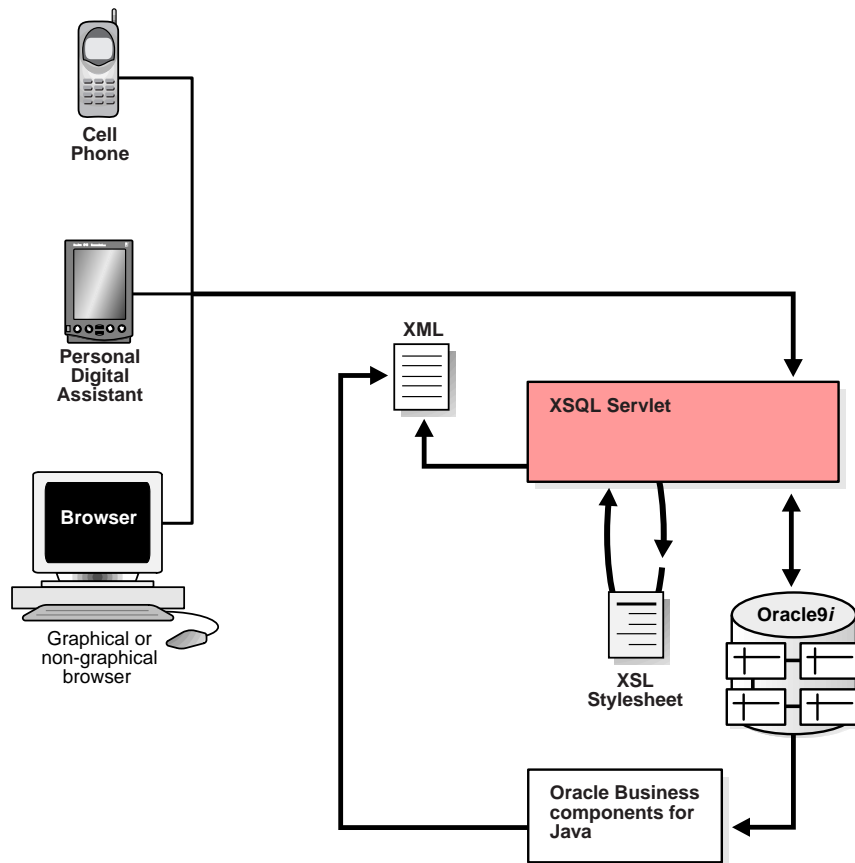 Cell
Phone
Personal
Digital
Assistant
XML
XSQL Servlet
Browser
Graphical or
non-graphical
browser
XSL
Stylesheet
Oracle9i
Oracle Business
components for
Java